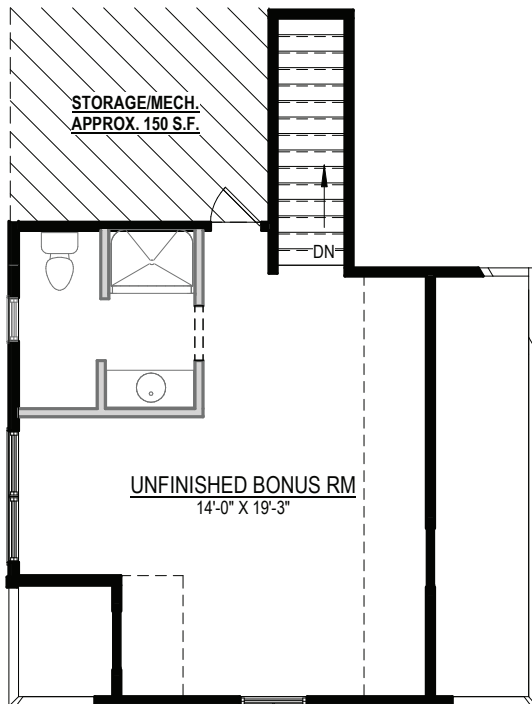 STORAGE/MECH.
APPROX. 150 S.F.
DN
UNFINISHED BONUS RM
14'-0" X 19'-3"